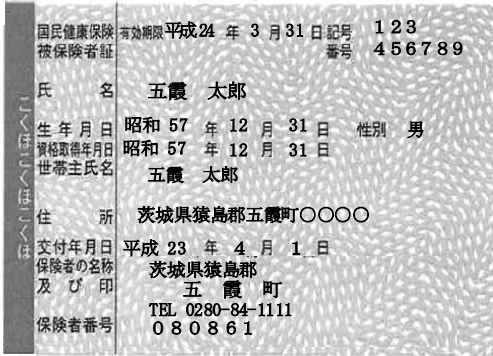 こくほこくほこくほ
国民健康保険 有効期限 平成24 年 3 月 31 日 記号 123
被保険者証 番号 456789
氏 名 五霞 太郎
生年月日 昭和 57 年 12 月 31 日 性別 男
資格取得年月日 昭和 57 年 12 月 31 日
世帯主氏名 五霞 太郎
住 所 茨城県猿島郡五霞町〇〇〇〇
交付年月日 平成 23 年 4 月 1 日
保険者の名称 茨城県猿島郡
及び印 五霞町
TEL 0280-84-1111
保険者番号 080861